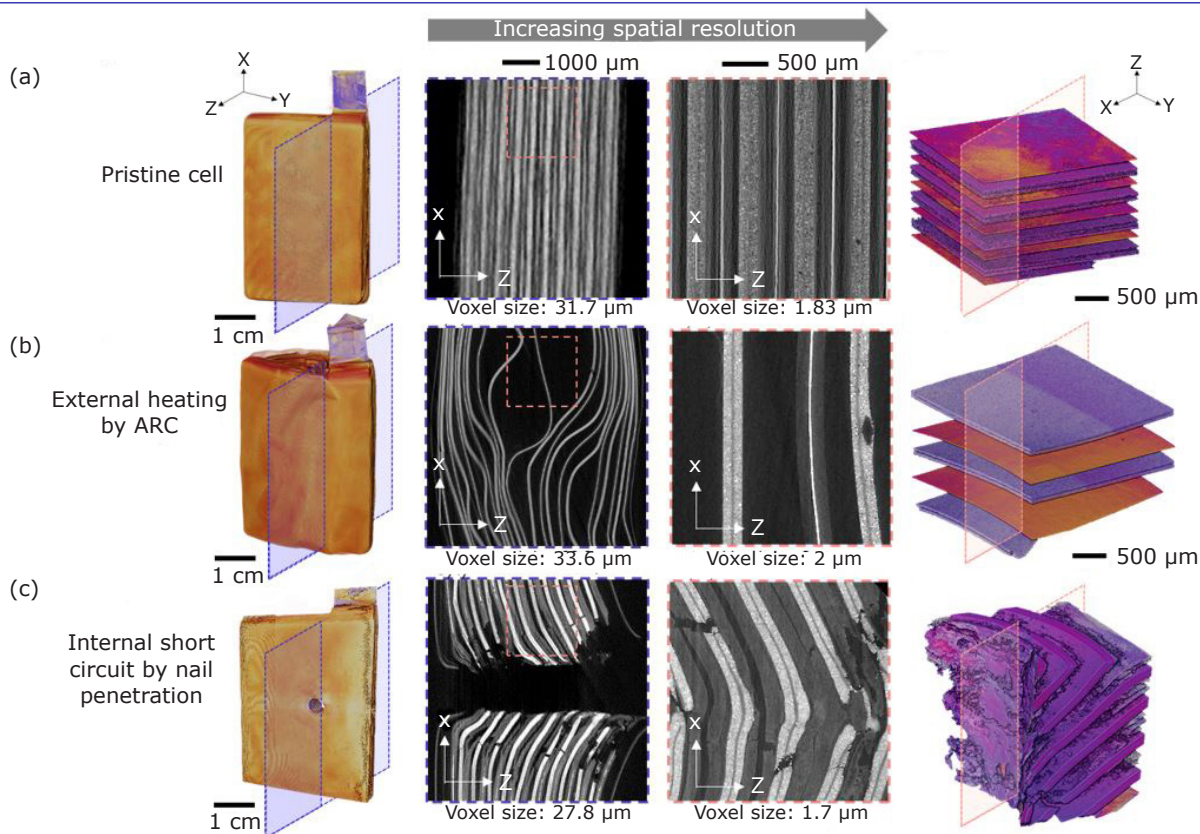 Increasing spatial resolution
1000 µm
500 µm
(a)
X
Z
Y
Z
X
Y
Pristine cell
x
Z
x
Z
1 cm
Voxel size: 31.7 µm
Voxel size: 1.83 µm
500 µm
(b)
External heating
by ARC
x
Z
x
Z
1 cm
Voxel size: 33.6 µm
Voxel size: 2 µm
500 µm
(c)
Internal short
circuit by nail
penetration
x
Z
x
Z
1 cm
Voxel size: 27.8 µm
Voxel size: 1.7 µm